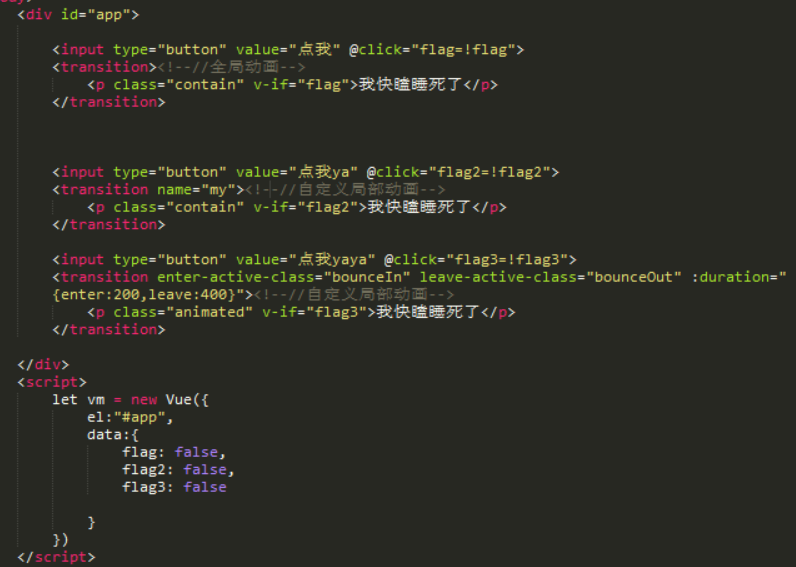 <div id="app">
<input type="button" value="点我" @click="flag=!flag">
<transition><!--//全局动画-->
<p class="contain" v-if="flag">我快瞌睡死了</p>
</transition>
<input type="button" value="点我ya" @click="flag2=!flag2">
<transition name="my"><!--//自定义局部动画-->
<p class="contain" v-if="flag2">我快瞌睡死了</p>
</transition>
<input type="button" value="点我yaya" @click="flag3=!flag3">
<transition enter-active-class="bounceIn" leave-active-class="bounceOut" :duration="
{enter:200,leave:400}"><!--//自定义局部动画-->
<p class="animated" v-if="flag3">我快瞌睡死了</p>
</transition>
</div>
<script>
let vm = new Vue({
el:"#app",
data:{
flag: false,
flag2: false,
flag3: false
}
})
</script>